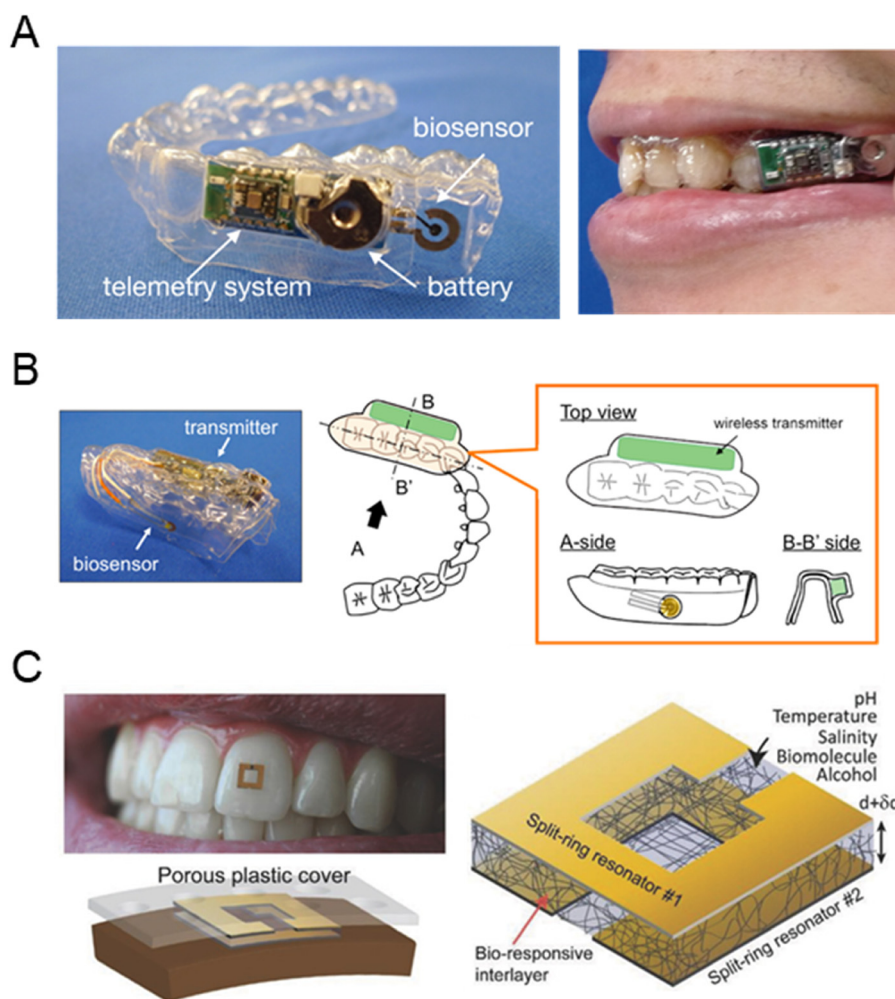 A
biosensor
telemetry system
battery
B
transmitter
biosensor
B
B'
A
Top view
wireless transmitter
A-side
B-B' side
C
Porous plastic cover
pH
Temperature
Salinity
Biomolecule
Alcohol
d+δd
Split-ring resonator #1
Split-ring resonator #2
Bio-responsive
interlayer